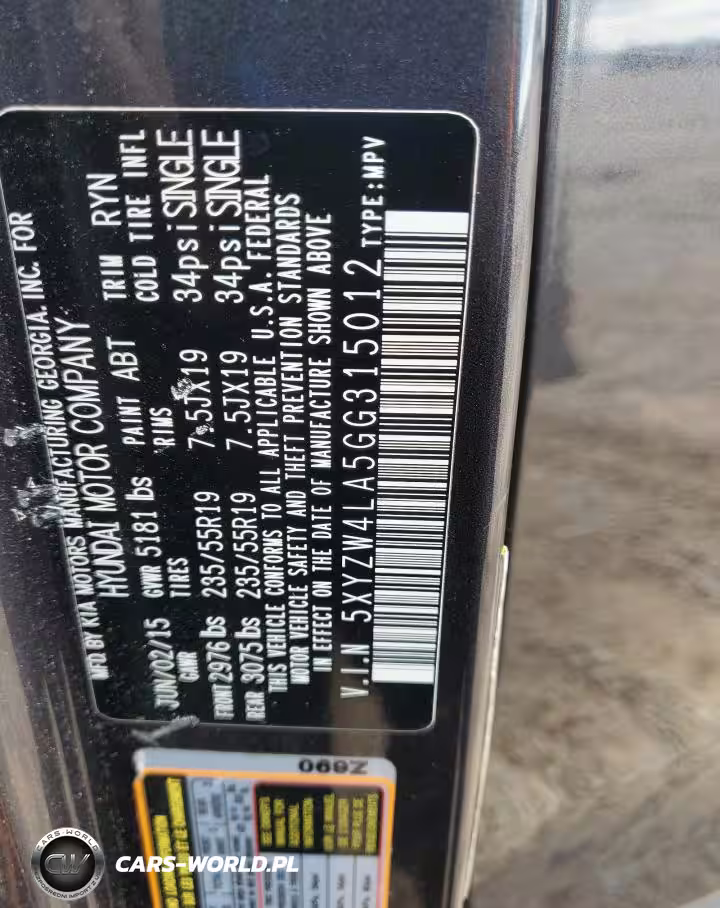 MFD BY KIA MOTORS MANUFACTURING GEORGIA. INC. FOR
HYUNDAI MOTOR COMPANY
JUN/02/15 GVWR 5181 lbs PAINT ABT TRIM RYN
GAWR TIRES RIMS COLD TIRE INFL
FRONT 2976 lbs 235/55R19 7.5JX19 34psi SINGLE
REAR 3075 lbs 235/55R19 7.5JX19 34psi SINGLE
THIS VEHICLE CONFORMS TO ALL APPLICABLE U.S.A. FEDERAL
MOTOR VEHICLE SAFETY AND THEFT PREVENTION STANDARDS
IN EFFECT ON THE DATE OF MANUFACTURE SHOWN ABOVE
V.I.N 5XYZW4LA5GG315012 TYPE:MPV
Z690
CARS-WORLD
CW
CARS-WORLD.PL